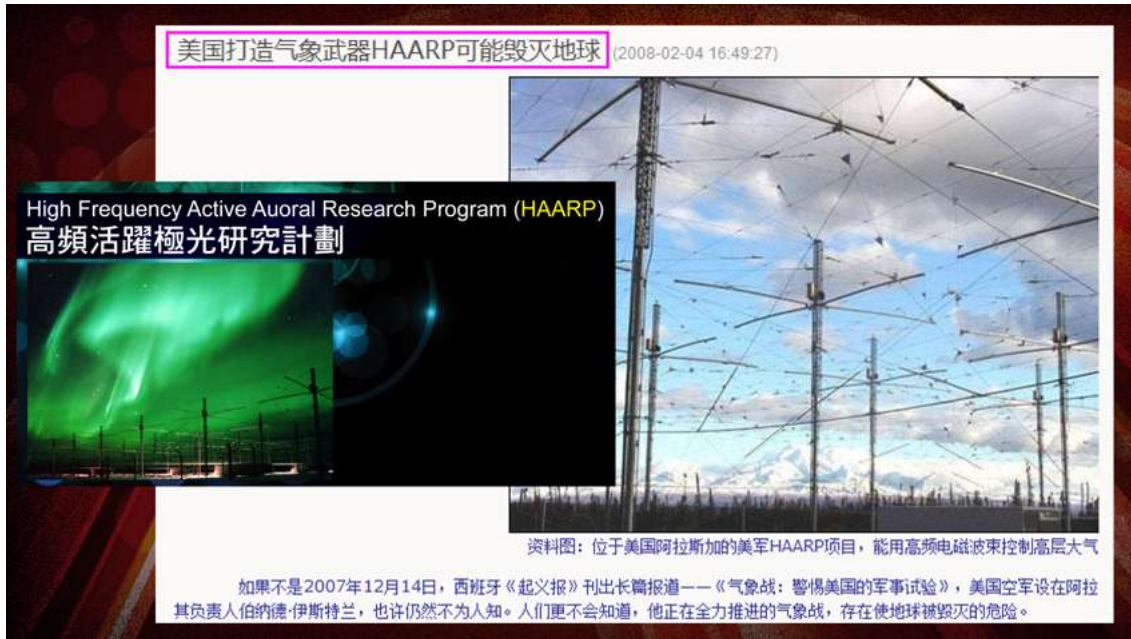 美国打造气象武器HAARP可能毁灭地球 (2008-02-04 16:49:27)
High Frequency Active Auoral Research Program (HAARP)
高頻活躍極光研究計劃
资料图：位于美国阿拉斯加的美军HAARP项目，能用高频电磁波束控制高层大气
如果不是2007年12月14日，西班牙《起义报》刊出长篇报道——《气象战：警惕美国的军事试验》，美国空军设在阿拉
其负责人伯纳德·伊斯特兰，也许仍然不为人知。人们更不会知道，他正在全力推进的气象战，存在使地球被毁灭的危险。